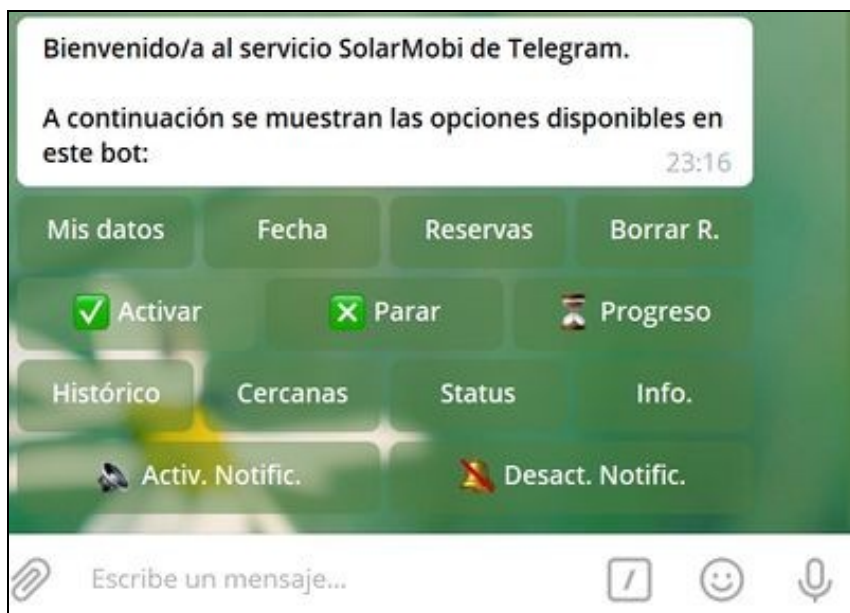 Bienvenido/a al servicio SolarMobi de Telegram.
A continuación se muestran las opciones disponibles en
este bot:
23:16
Mis datos Fecha Reservas Borrar R.
✅ Activar ❎ Parar ⏳ Progreso
Histórico Cercanas Status Info.
🔊 Activ. Notific. 🔕 Desact. Notific.
Escribe un mensaje... /